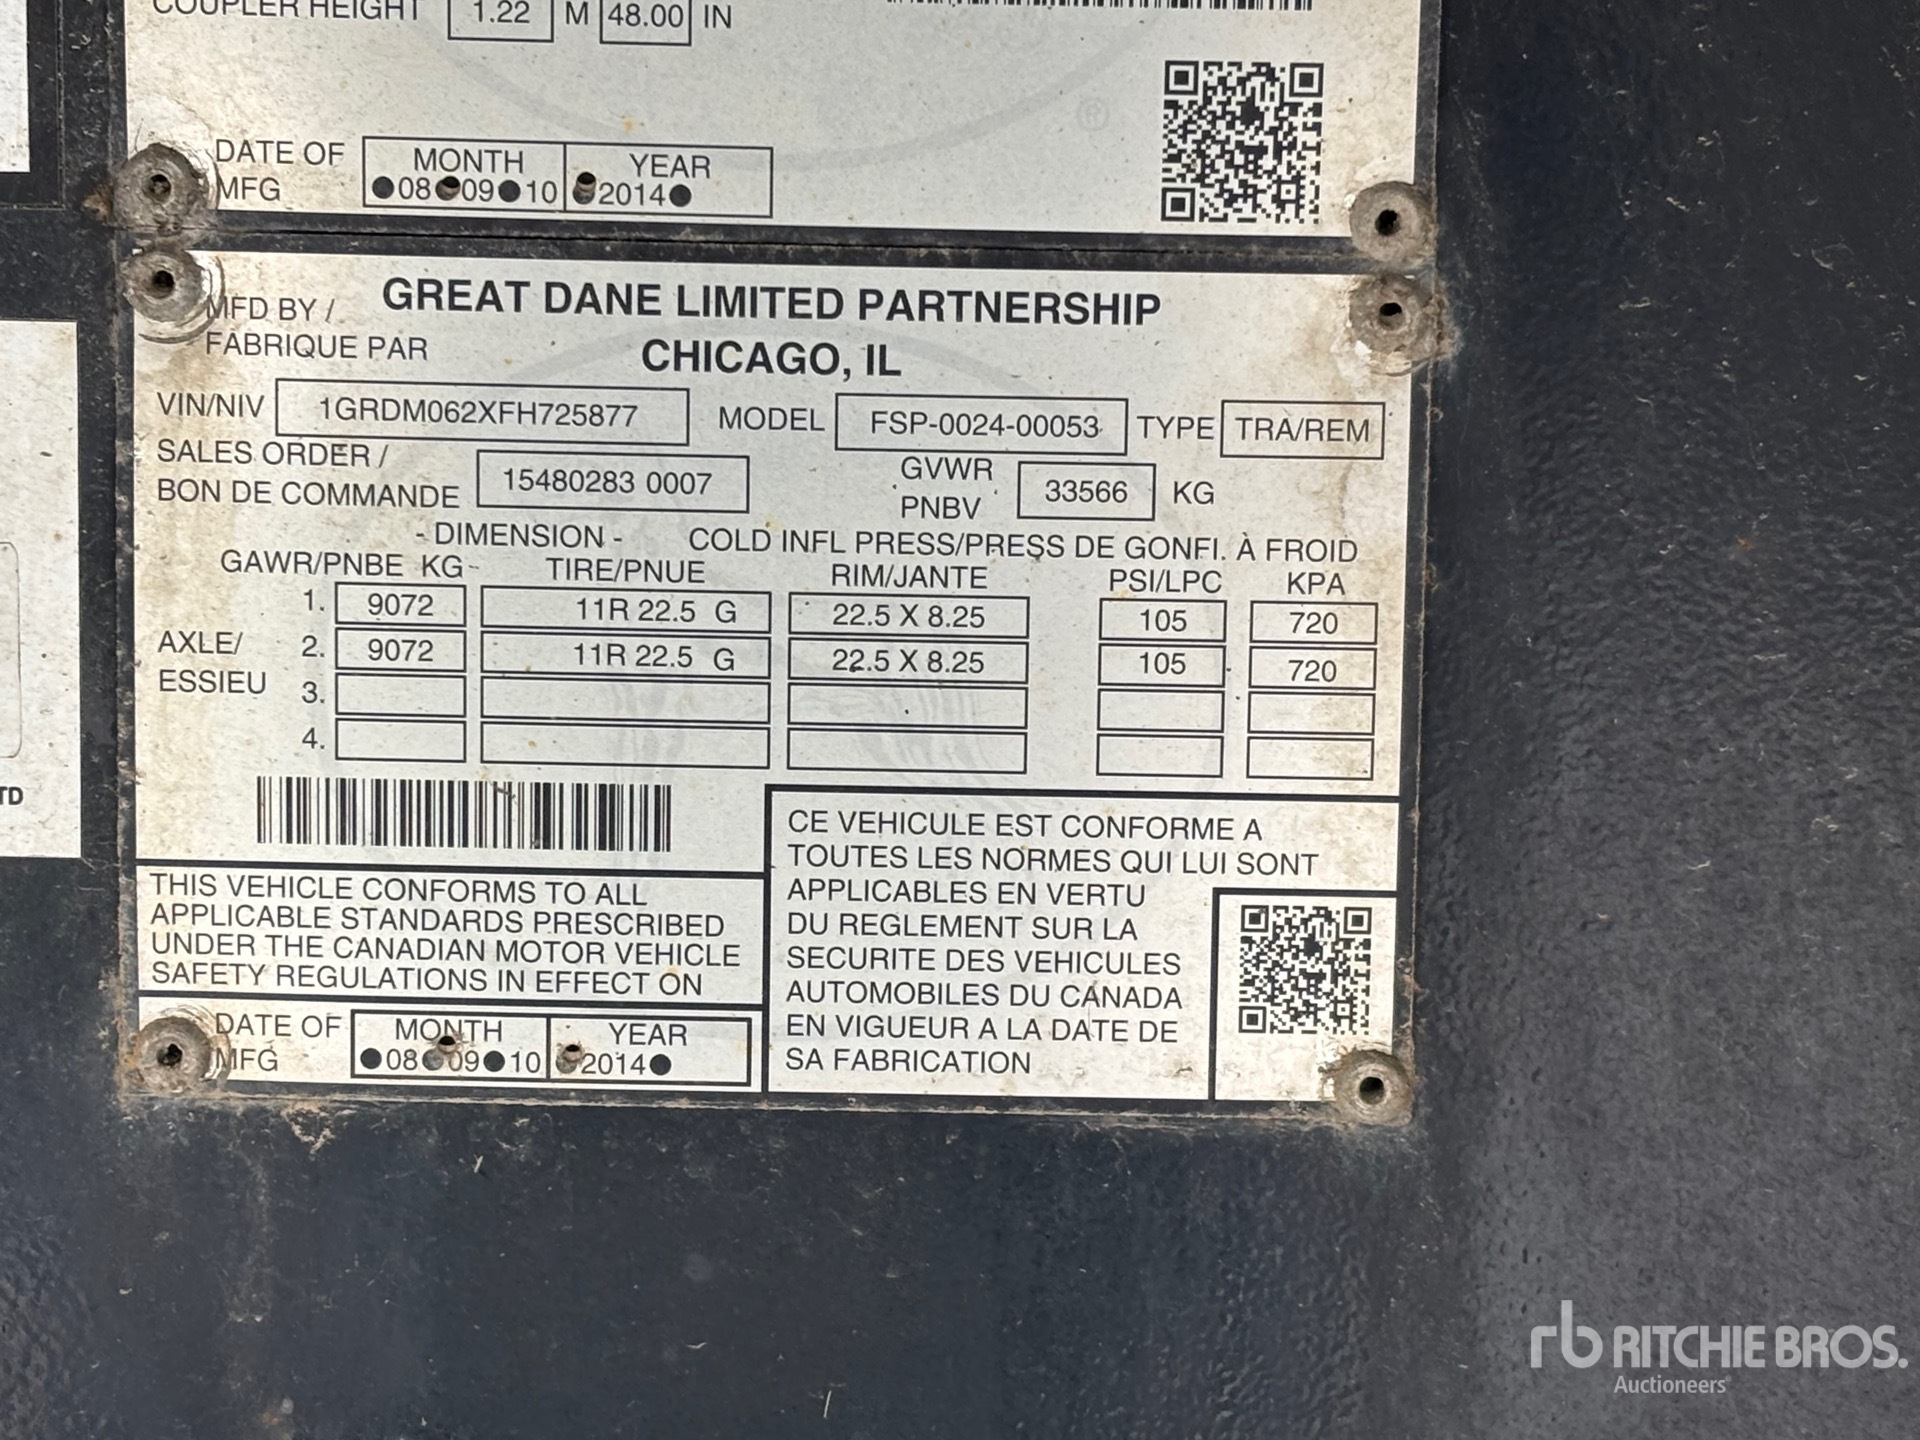 COUPLER HEIGHT 1.22 M 48.00 IN
DATE OF MFG MONTH YEAR
●08●09●10 ●2014●
MFD BY / GREAT DANE LIMITED PARTNERSHIP
FABRIQUE PAR CHICAGO, IL
VIN/NIV 1GRDM062XFH725877 MODEL FSP-0024-00053 TYPE TRA/REM
SALES ORDER / GVWR
BON DE COMMANDE 15480283 0007 PNBV 33566 KG
- DIMENSION - COLD INFL PRESS/PRESS DE GONFI. À FROID
GAWR/PNBE KG TIRE/PNUE RIM/JANTE PSI/LPC KPA
AXLE/
ESSIEU
1. 9072 11R 22.5 G 22.5 X 8.25 105 720
2. 9072 11R 22.5 G 22.5 X 8.25 105 720
3.
4.
THIS VEHICLE CONFORMS TO ALL
APPLICABLE STANDARDS PRESCRIBED
UNDER THE CANADIAN MOTOR VEHICLE
SAFETY REGULATIONS IN EFFECT ON
DATE OF MFG MONTH YEAR
●08●09●10 ●2014●
CE VEHICULE EST CONFORME A
TOUTES LES NORMES QUI LUI SONT
APPLICABLES EN VERTU
DU REGLEMENT SUR LA
SECURITE DES VEHICULES
AUTOMOBILES DU CANADA
EN VIGUEUR A LA DATE DE
SA FABRICATION
TD
rb RITCHIE BROS.
Auctioneers